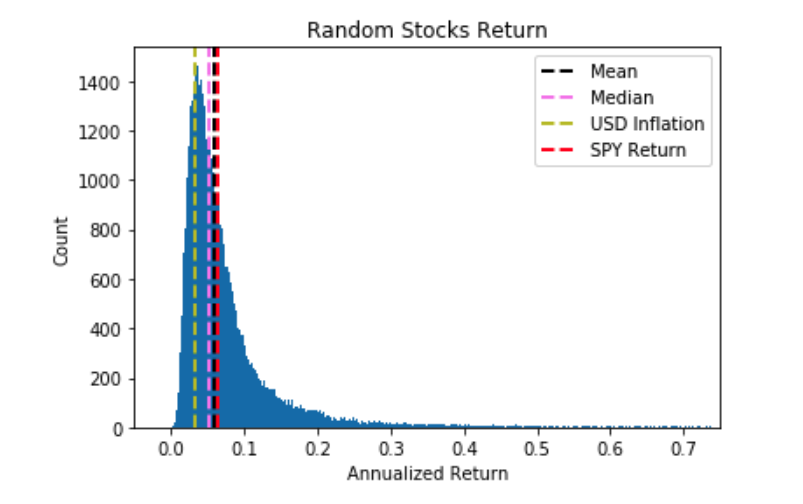 Random Stocks Return
Mean
Median
USD Inflation
SPY Return
1400
1200
1000
800
600
400
200
0
Count
0.0 0.1 0.2 0.3 0.4 0.5 0.6 0.7
Annualized Return